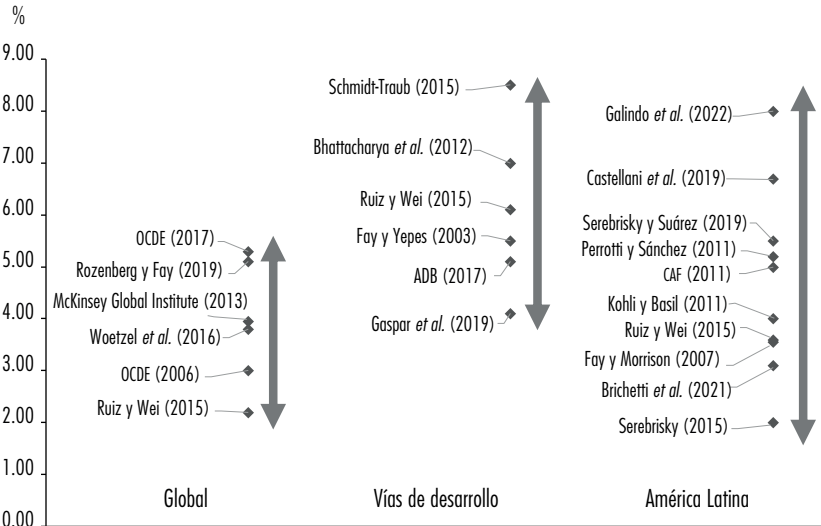 %
9.00
8.00
7.00
6.00
5.00
4.00
3.00
2.00
1.00
0.00
OCDE (2017)
Rozenberg y Fay (2019)
McKinsey Global Institute (2013)
Woetzel et al. (2016)
OCDE (2006)
Ruiz y Wei (2015)
Global
Schmidt-Traub (2015)
Bhattacharya et al. (2012)
Ruiz y Wei (2015)
Fay y Yepes (2003)
ADB (2017)
Gaspar et al. (2019)
Vías de desarrollo
Galindo et al. (2022)
Castellani et al. (2019)
Serebrisky y Suárez (2019)
Perrotti y Sánchez (2011)
CAF (2011)
Kohli y Basil (2011)
Ruiz y Wei (2015)
Fay y Morrison (2007)
Brichetti et al. (2021)
Serebrisky (2015)
América Latina